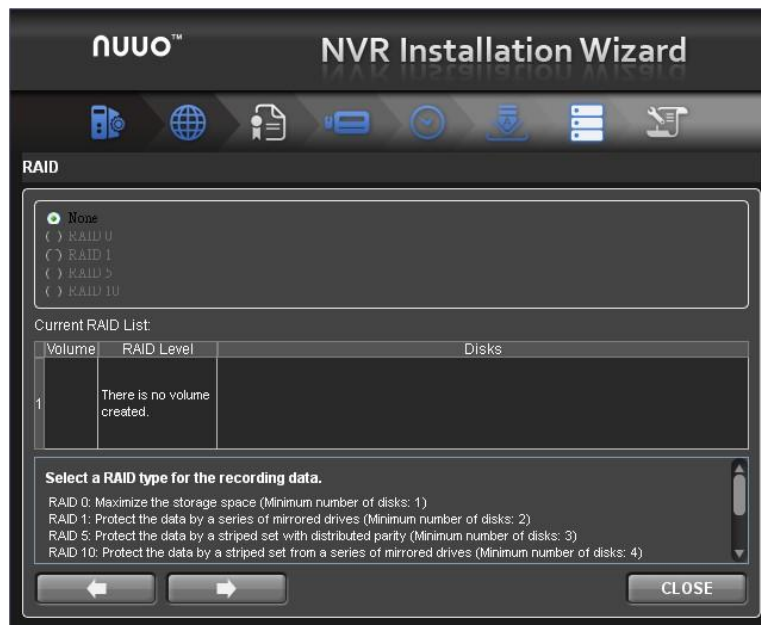 nuuo™
NVR Installation Wizard
RAID
None
RAID 0
RAID 1
RAID 5
RAID 10
Current RAID List:
Volume RAID Level Disks
1 There is no volume
created.
Select a RAID type for the recording data.
RAID 0: Maximize the storage space (Minimum number of disks: 1)
RAID 1: Protect the data by a series of mirrored drives (Minimum number of disks: 2)
RAID 5: Protect the data by a striped set with distributed parity (Minimum number of disks: 3)
RAID 10: Protect the data by a striped set from a series of mirrored drives (Minimum number of disks: 4)
CLOSE